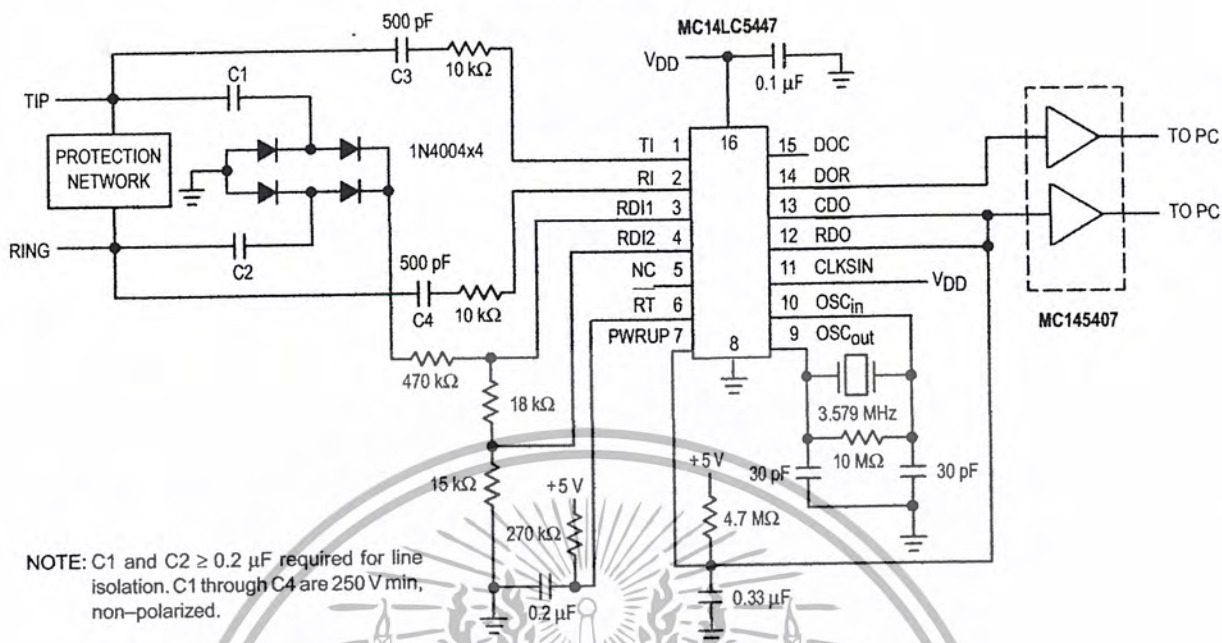 MC14LC5447
500 pF
C3
10 kΩ
VDD
0.1 µF
TIP
C1
PROTECTION
NETWORK
1N4004x4
RING
C2
500 pF
C4
10 kΩ
TI 1
RI 2
RDI1 3
RDI2 4
NC 5
RT 6
PWRUP 7
16
8
15 DOC
14 DOR
13 CDO
12 RDO
11 CLKSIN
VDD
10 OSCin
9 OSCout
TO PC
TO PC
MC145407
470 kΩ
18 kΩ
15 kΩ
+5 V
270 kΩ
0.2 µF
3.579 MHz
10 MΩ
30 pF
30 pF
+5 V
4.7 MΩ
0.33 µF
NOTE: C1 and C2 ≥ 0.2 µF required for line
isolation. C1 through C4 are 250 V min,
non–polarized.